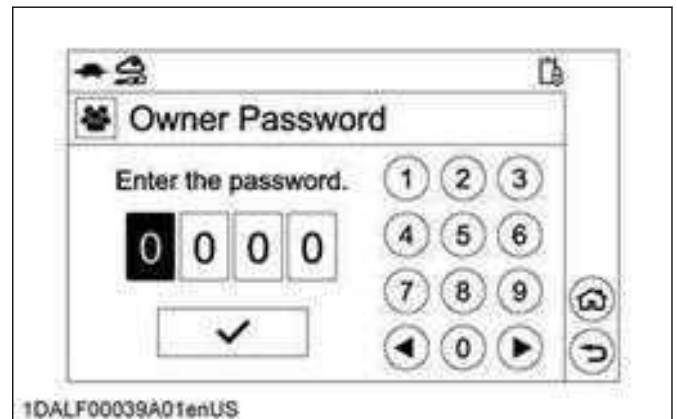 Owner Password
Enter the password.
0 0 0 0
1 2 3
4 5 6
7 8 9
0
1DALF00039A01enUS